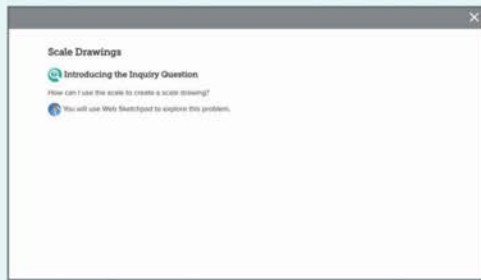 Scale Drawings
Introducing the Inquiry Question
How can I use the scale to create a scale drawing?
You will use Web Sketchpad to explore this problem.